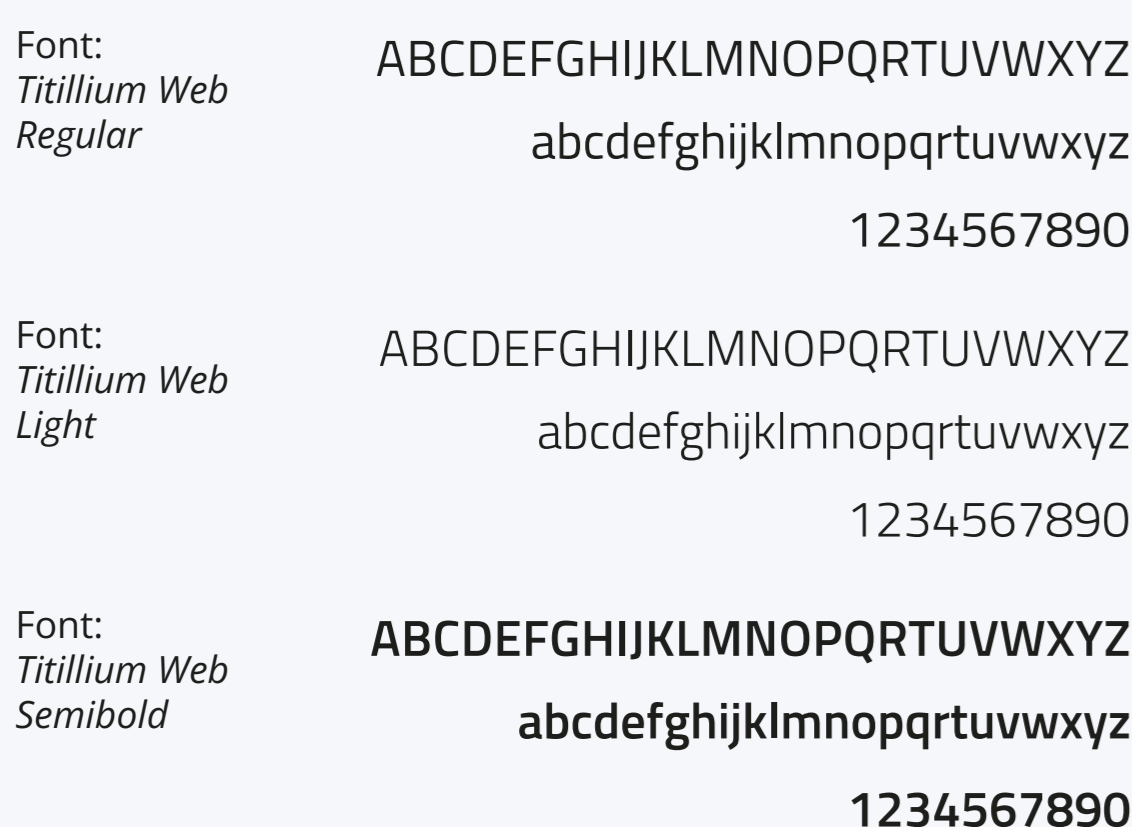 Font:
Titillium Web
Regular
ABCDEFGHIJKLMNOPQRTUVWXYZ
abcdefghijklmnopqrtuvwxyz
1234567890
Font:
Titillium Web
Light
ABCDEFGHIJKLMNOPQRTUVWXYZ
abcdefghijklmnopqrtuvwxyz
1234567890
Font:
Titillium Web
Semibold
ABCDEFGHIJKLMNOPQRTUVWXYZ
abcdefghijklmnopqrtuvwxyz
1234567890